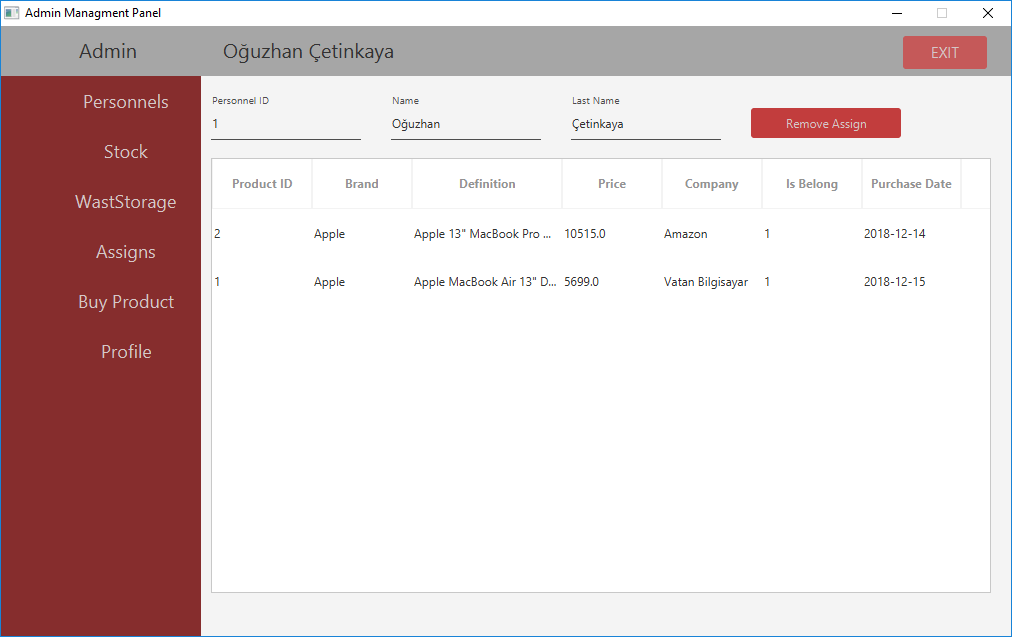 Admin Managment Panel
Admin Oğuzhan Çetinkaya EXIT
Personnels
Stock
WastStorage
Assigns
Buy Product
Profile
Personnel ID Name Last Name
1 Oğuzhan Çetinkaya Remove Assign
Product ID Brand Definition Price Company Is Belong Purchase Date
2 Apple Apple 13" MacBook Pro ... 10515.0 Amazon 1 2018-12-14
1 Apple Apple MacBook Air 13" D... 5699.0 Vatan Bilgisayar 1 2018-12-15